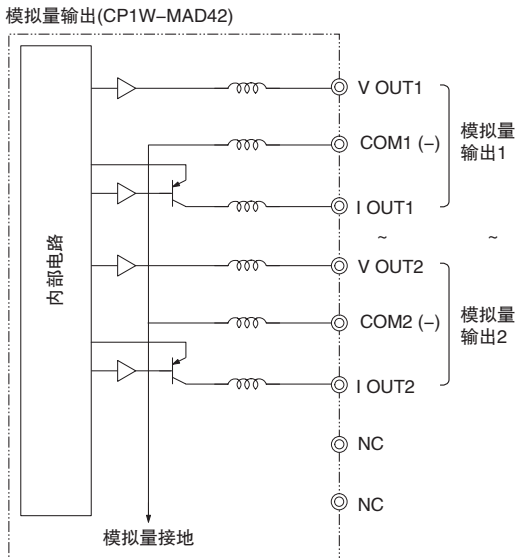 模拟量输出(CP1W–MAD42)
V OUT1
COM1 (–)
I OUT1
模拟量
输出1
~
~
内部电路
V OUT2
COM2 (–)
I OUT2
模拟量
输出2
NC
NC
模拟量接地